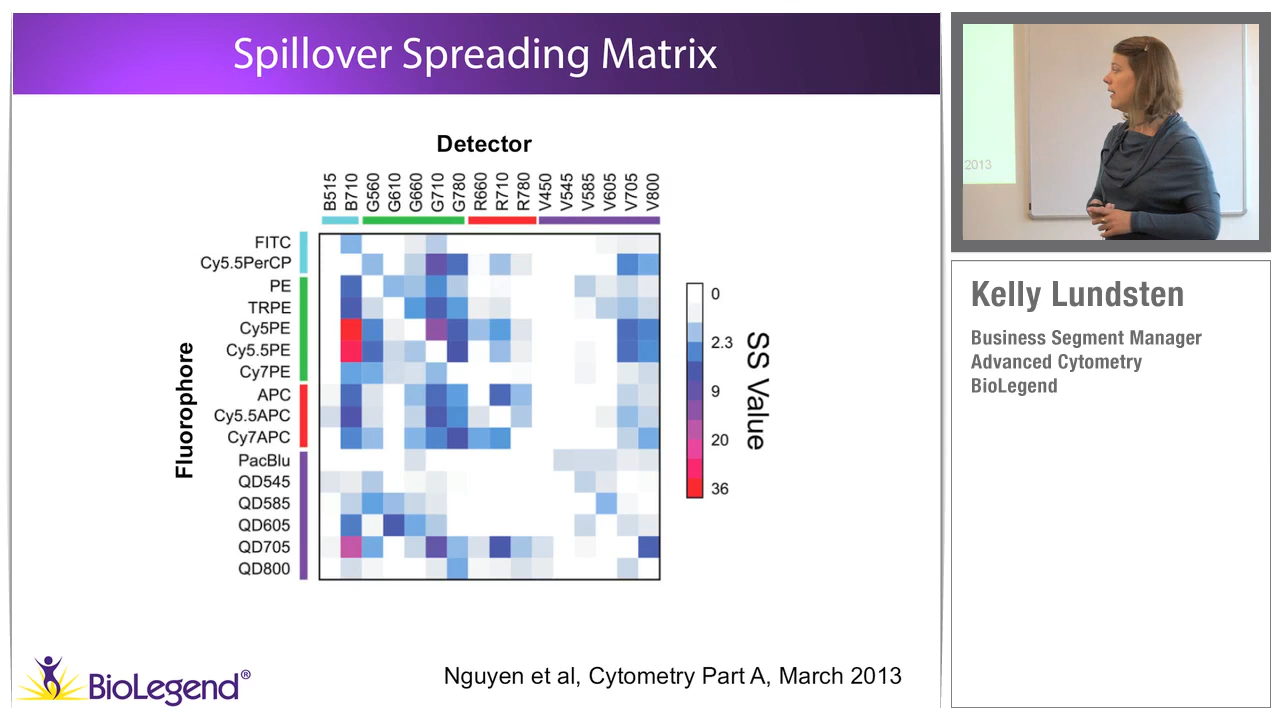 Spillover Spreading Matrix
Detector
B515
B710
G560
G610
G660
G710
G780
R660
R710
R780
V450
V545
V585
V605
V705
V800
Fluorophore
FITC
Cy5.5PerCP
PE
TRPE
Cy5PE
Cy5.5PE
Cy7PE
APC
Cy5.5APC
Cy7APC
PacBlu
QD545
QD585
QD605
QD705
QD800
0
2.3
9
20
36
SS Value
BioLegend®
Nguyen et al, Cytometry Part A, March 2013
2013
Kelly Lundsten
Business Segment Manager
Advanced Cytometry
BioLegend